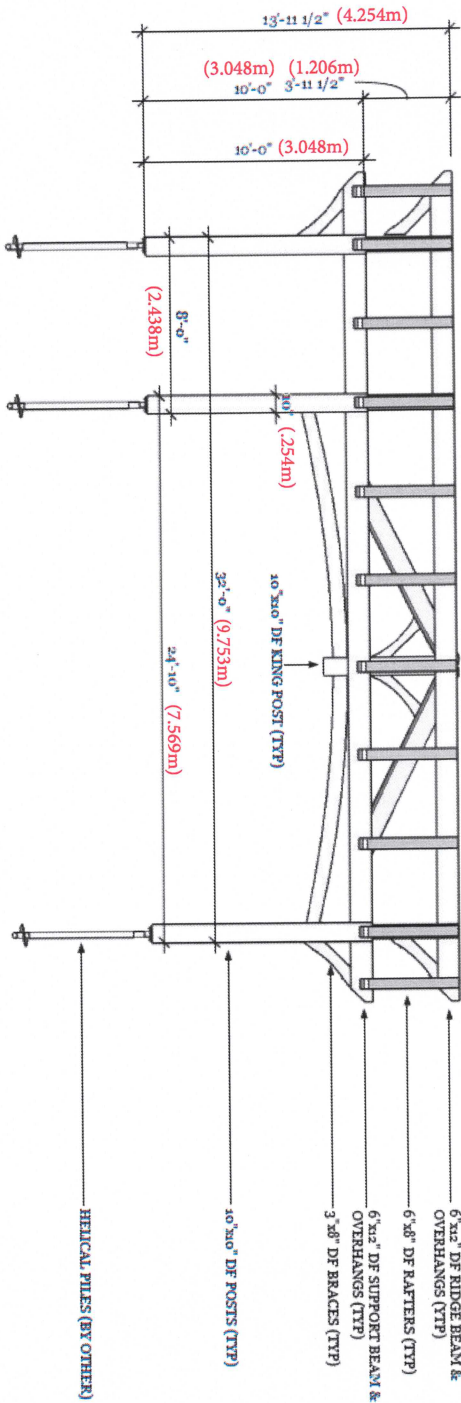 13'-11 1/2" (4.254m)
(3.048m) (1.206m)
10'-0" 3'-11 1/2"
10'-0" (3.048m)
8'-0"
(2.438m)
10"
(.254m)
32'-0" (9.753m)
24'-10" (7.569m)
10"x10" DF KING POST (TYP)
6"x12" DF RIDGE BEAM &
OVERHANGS (YTP)
6"x8" DF RAFTERS (TYP)
6"x12" DF SUPPORT BEAM &
OVERHANGS (TYP)
3"x8" DF BRACES (TYP)
10"x10" DF POSTS (TYP)
HELICAL PILES (BY OTHER)